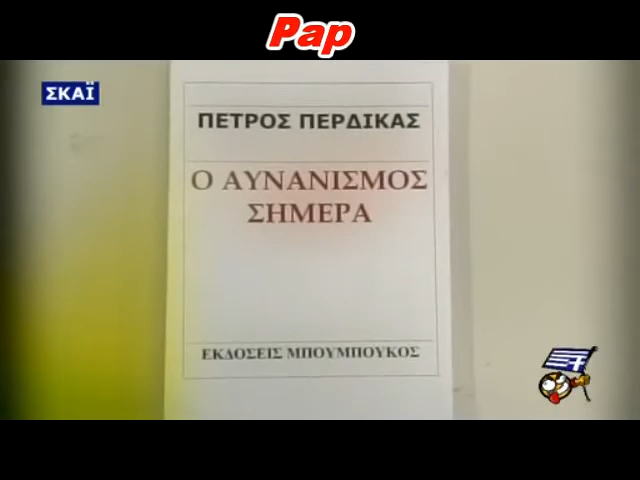 Pap
ΣΚΑΪ
ΠΕΤΡΟΣ ΠΕΡΔΙΚΑΣ
Ο ΑΥΝΑΝΙΣΜΟΣ
ΣΗΜΕΡΑ
ΕΚΔΟΣΕΙΣ ΜΠΟΥΜΠΟΥΚΟΣ